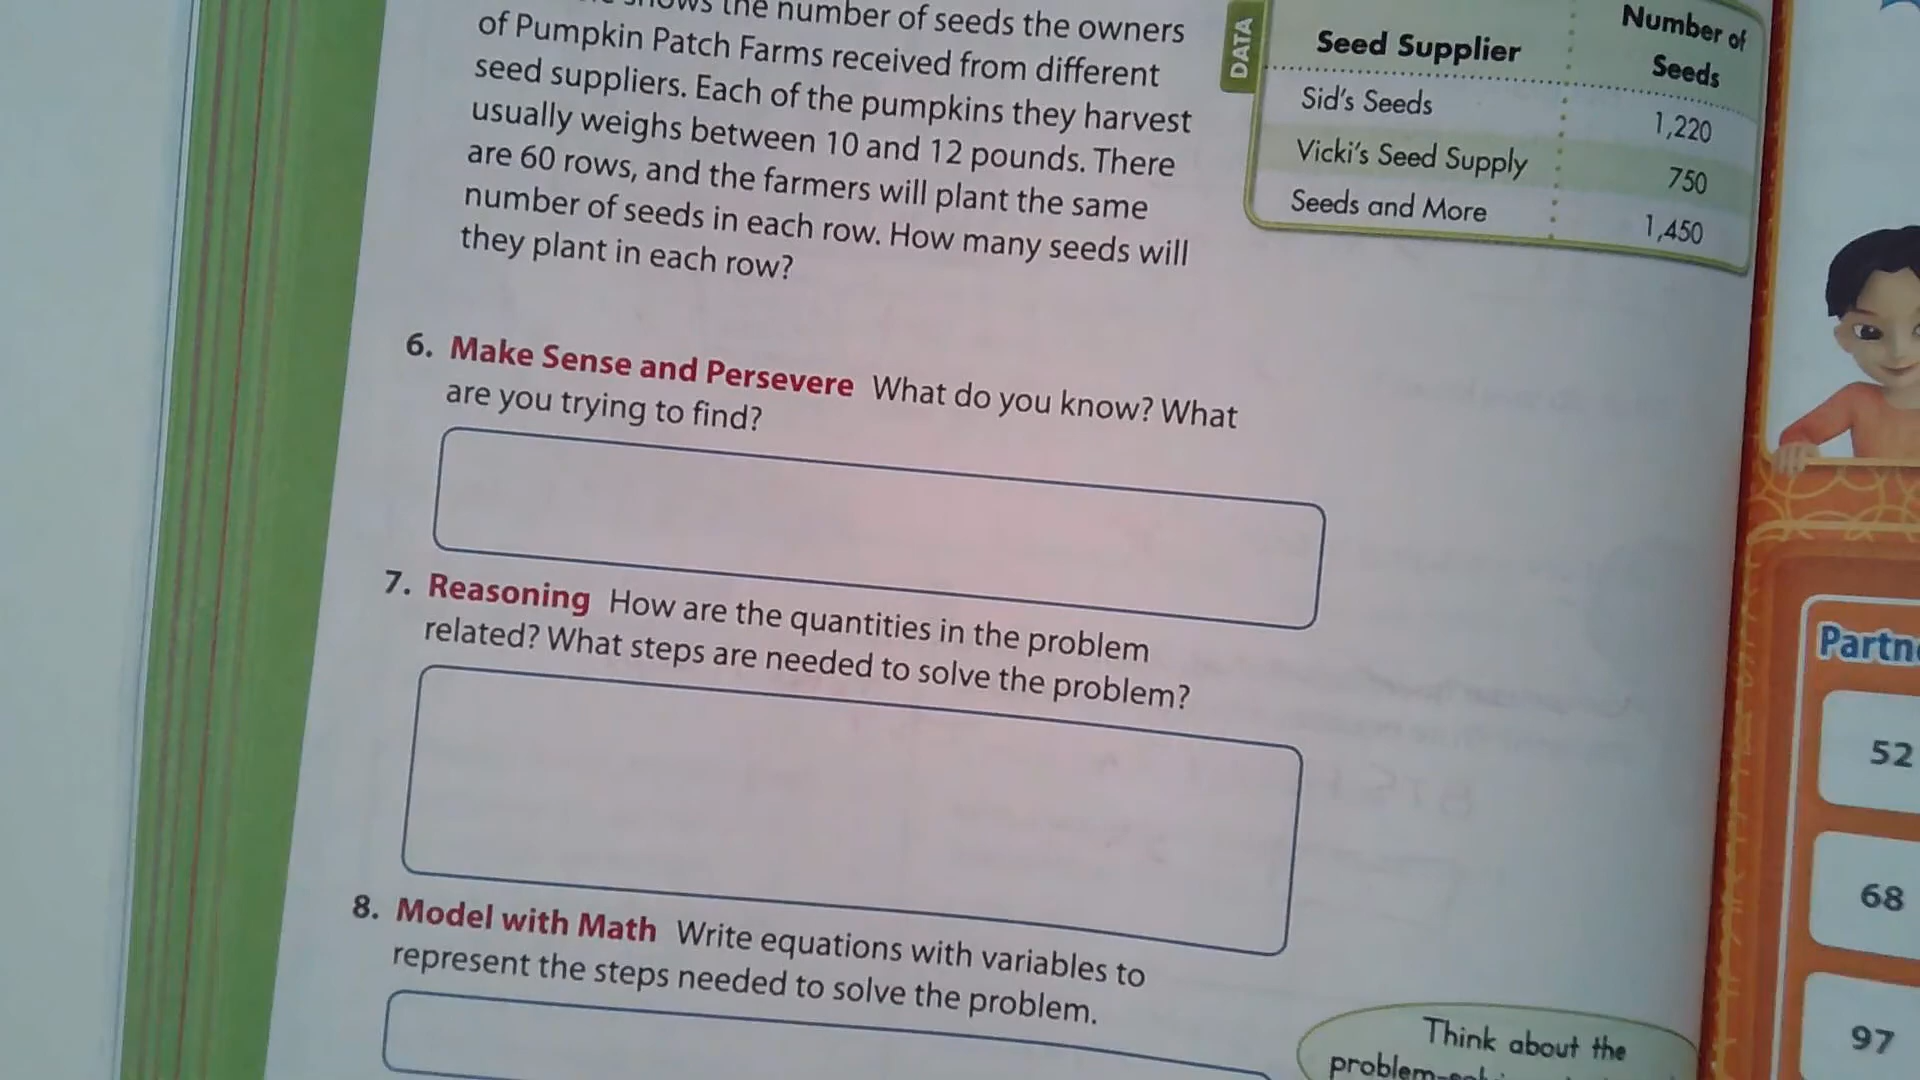 shows the number of seeds the owners
of Pumpkin Patch Farms received from different
seed suppliers. Each of the pumpkins they harvest
usually weighs between 10 and 12 pounds. There
are 60 rows, and the farmers will plant the same
number of seeds in each row. How many seeds will
they plant in each row?
DATA
Seed Supplier Number of
Seeds
Sid's Seeds 1,220
Vicki's Seed Supply 750
Seeds and More 1,450
6. Make Sense and Persevere What do you know? What
are you trying to find?
7. Reasoning How are the quantities in the problem
related? What steps are needed to solve the problem?
8. Model with Math Write equations with variables to
represent the steps needed to solve the problem.
Think about the
52
68
97